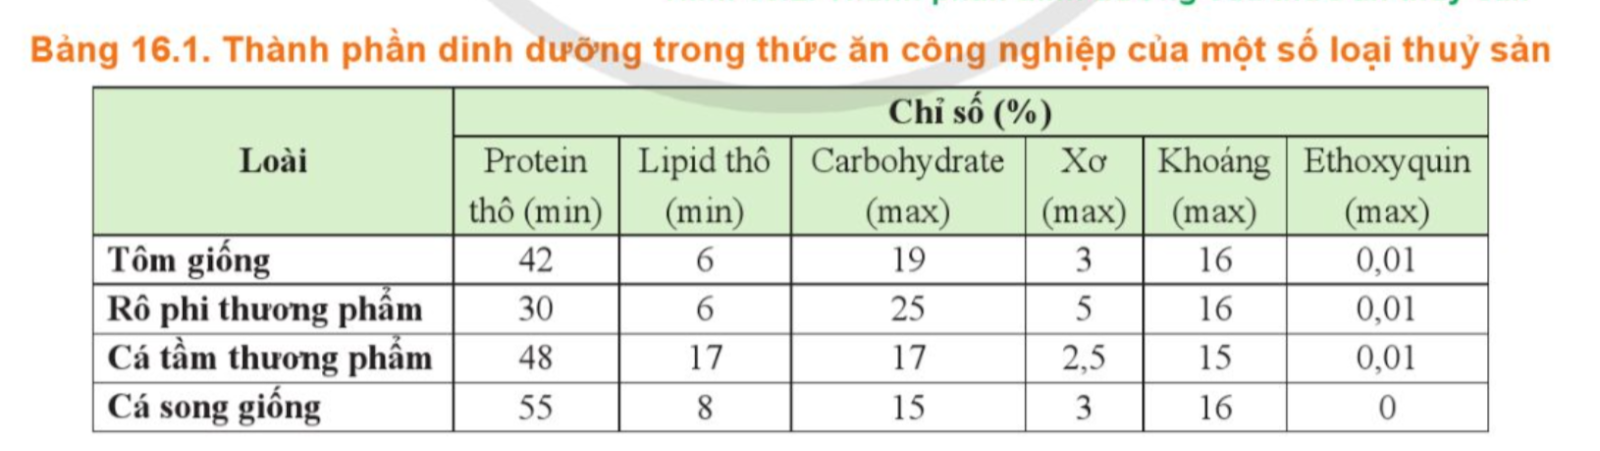 Bảng 16.1. Thành phần dinh dưỡng trong thức ăn công nghiệp của một số loại thuỷ sản
Loài Chỉ số (%)
Protein thô (min) Lipid thô (min) Carbohydrate (max) Xơ (max) Khoáng (max) Ethoxyquin (max)
Tôm giống 42 6 19 3 16 0,01
Rô phi thương phẩm 30 6 25 5 16 0,01
Cá tầm thương phẩm 48 17 17 2,5 15 0,01
Cá song giống 55 8 15 3 16 0